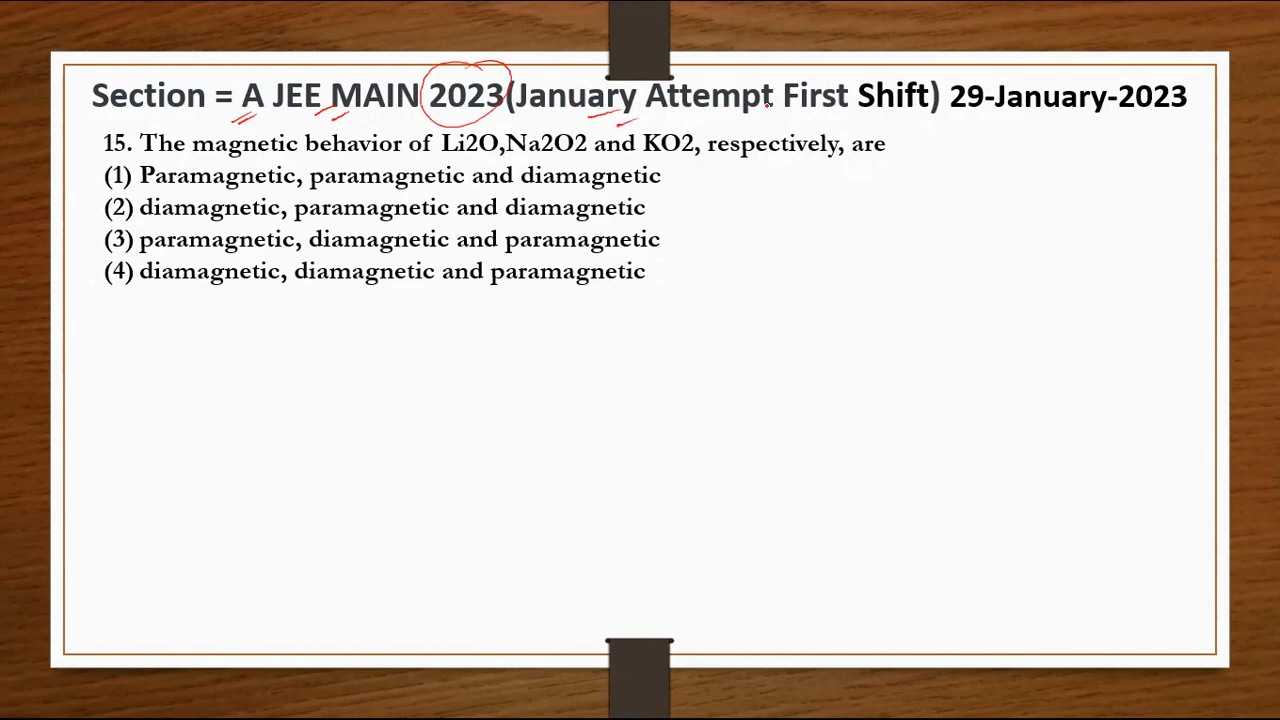 Section = A JEE MAIN 2023(January Attempt First Shift) 29-January-2023
15. The magnetic behavior of Li2O,Na2O2 and KO2, respectively, are
(1) Paramagnetic, paramagnetic and diamagnetic
(2) diamagnetic, paramagnetic and diamagnetic
(3) paramagnetic, diamagnetic and paramagnetic
(4) diamagnetic, diamagnetic and paramagnetic